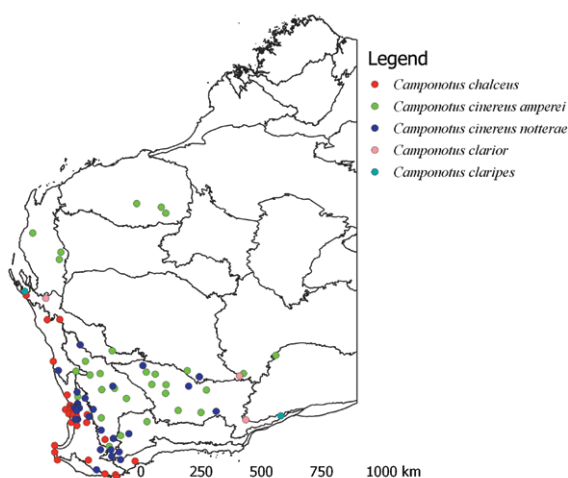 Legend
Camponotus chalceus
Camponotus cinereus amperei
Camponotus cinereus notterae
Camponotus clarior
Camponotus claripes
0 250 500 750 1000 km